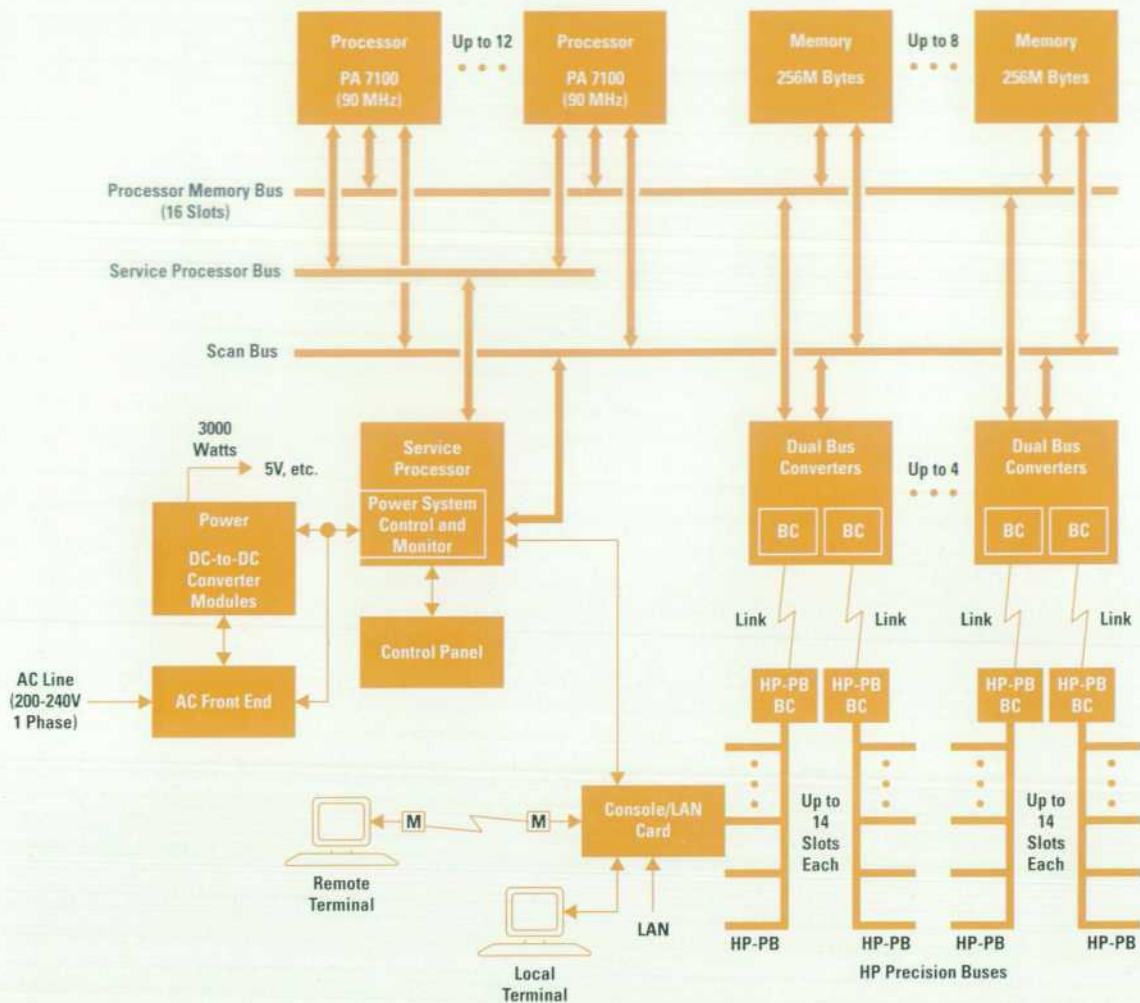 Processor
PA 7100
(90 MHz)
Up to 12
Processor
PA 7100
(90 MHz)
Memory
256M Bytes
Up to 8
Memory
256M Bytes
Processor Memory Bus
(16 Slots)
Service Processor Bus
Scan Bus
3000
Watts
5V, etc.
Power
DC-to-DC
Converter
Modules
Service
Processor
Power System
Control and
Monitor
Dual Bus
Converters
BC
BC
Up to 4
Dual Bus
Converters
BC
BC
Link
Link
Link
Link
Control Panel
AC Line
(200-240V
1 Phase)
AC Front End
HP-PB
BC
HP-PB
BC
HP-PB
BC
HP-PB
BC
Up to
14
Slots
Each
Up to
14
Slots
Each
Console/LAN
Card
M
M
Remote
Terminal
Local
Terminal
LAN
HP-PB
HP-PB
HP-PB
HP-PB
HP Precision Buses